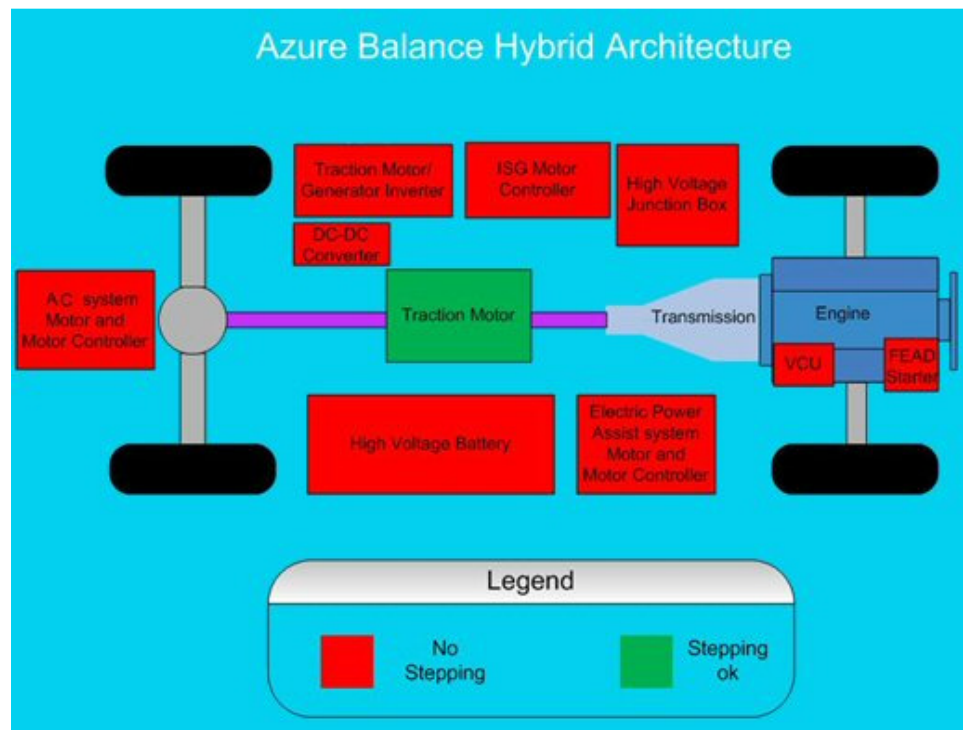 Azure Balance Hybrid Architecture
Traction Motor/
Generator Inverter
ISG Motor
Controller
High Voltage
Junction Box
DC-DC
Converter
A.C system
Motor and
Motor Controller
Traction Motor
Transmission
Engine
VCU
FEAD
Starter
High Voltage Battery
Electric Power
Assist system
Motor and
Motor Controller
Legend
No
Stepping
Stepping
ok